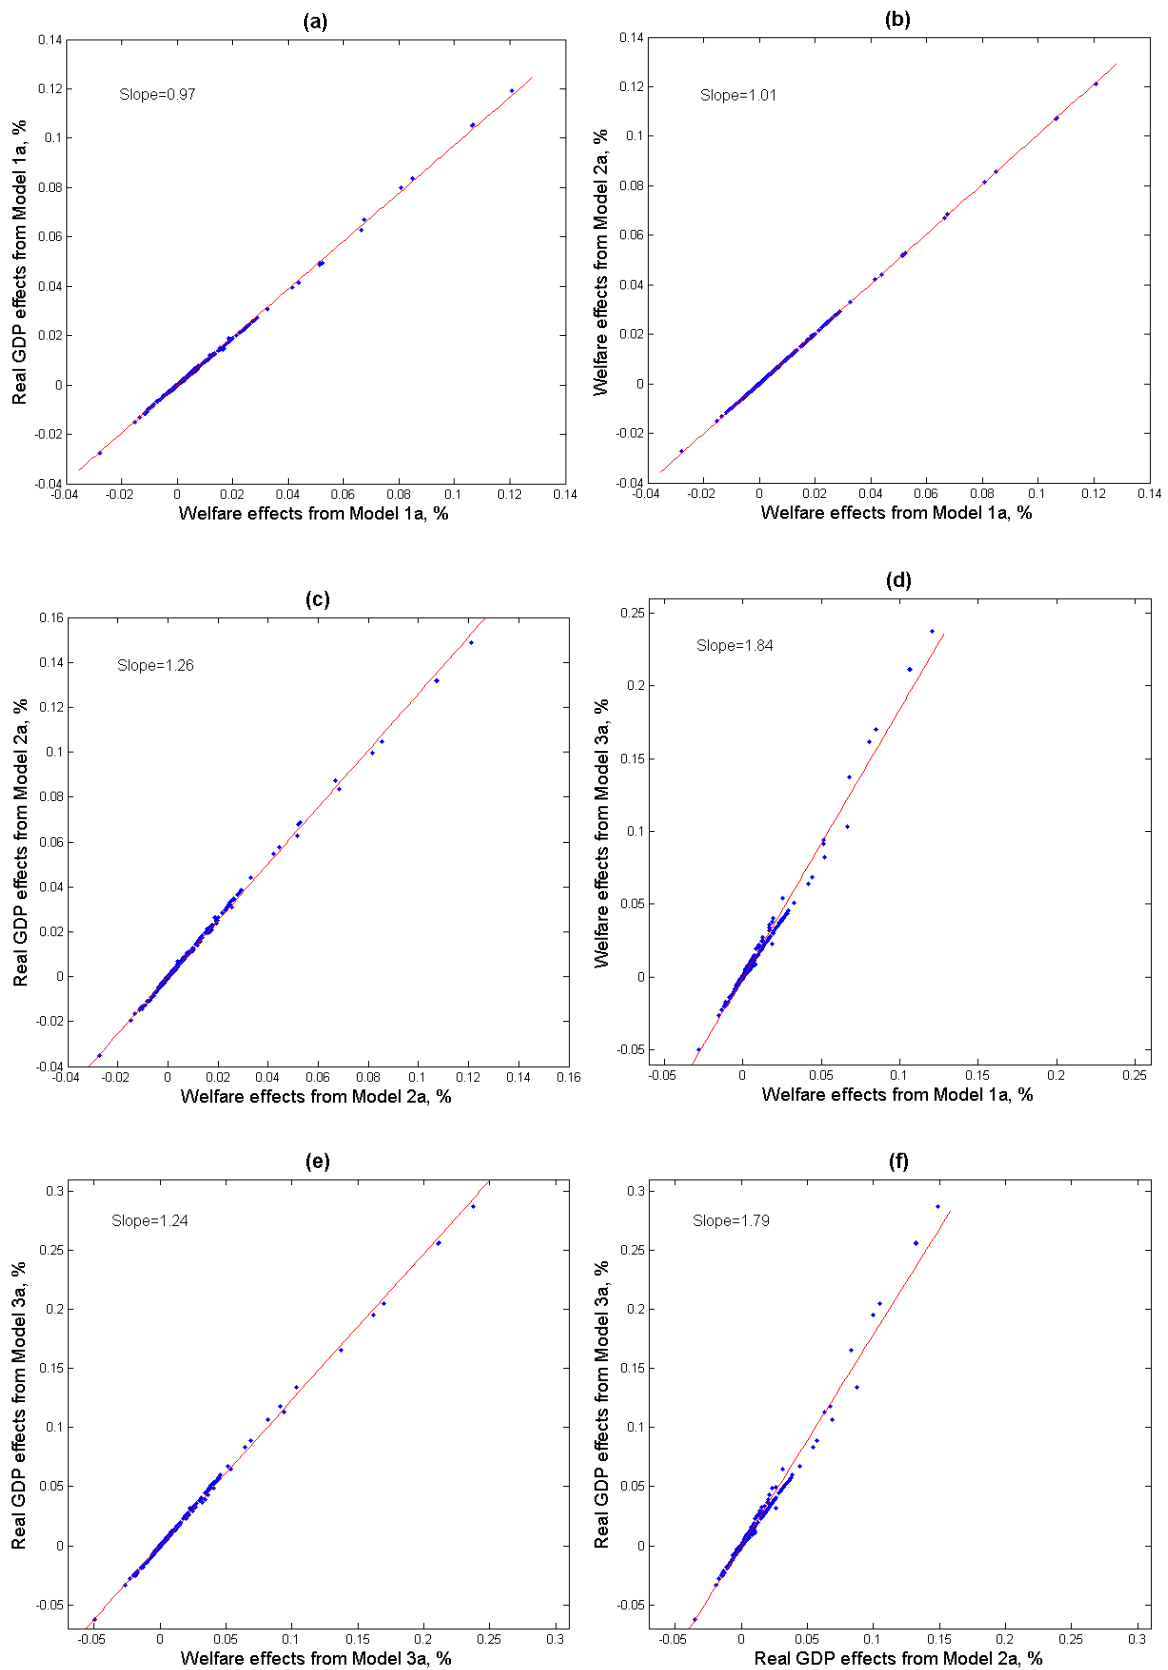 (a)
Slope=0.97
Real GDP effects from Model 1a, %
0.14
0.12
0.1
0.08
0.06
0.04
0.02
0
-0.02
-0.04
-0.04 -0.02 0 0.02 0.04 0.06 0.08 0.1 0.12 0.14
Welfare effects from Model 1a, %
(b)
Slope=1.01
Welfare effects from Model 2a, %
0.14
0.12
0.1
0.08
0.06
0.04
0.02
0
-0.02
-0.04
-0.04 -0.02 0 0.02 0.04 0.06 0.08 0.1 0.12 0.14
Welfare effects from Model 1a, %
(c)
Slope=1.26
Real GDP effects from Model 2a, %
0.16
0.14
0.12
0.1
0.08
0.06
0.04
0.02
0
-0.02
-0.04
-0.04 -0.02 0 0.02 0.04 0.06 0.08 0.1 0.12 0.14 0.16
Welfare effects from Model 2a, %
(d)
Slope=1.84
Welfare effects from Model 3a, %
0.25
0.2
0.15
0.1
0.05
0
-0.05
-0.05 0 0.05 0.1 0.15 0.2 0.25
Welfare effects from Model 1a, %
(e)
Slope=1.24
Real GDP effects from Model 3a, %
0.3
0.25
0.2
0.15
0.1
0.05
0
-0.05
-0.05 0 0.05 0.1 0.15 0.2 0.25 0.3
Welfare effects from Model 3a, %
(f)
Slope=1.79
Real GDP effects from Model 3a, %
0.3
0.25
0.2
0.15
0.1
0.05
0
-0.05
-0.05 0 0.05 0.1 0.15 0.2 0.25 0.3
Real GDP effects from Model 2a, %